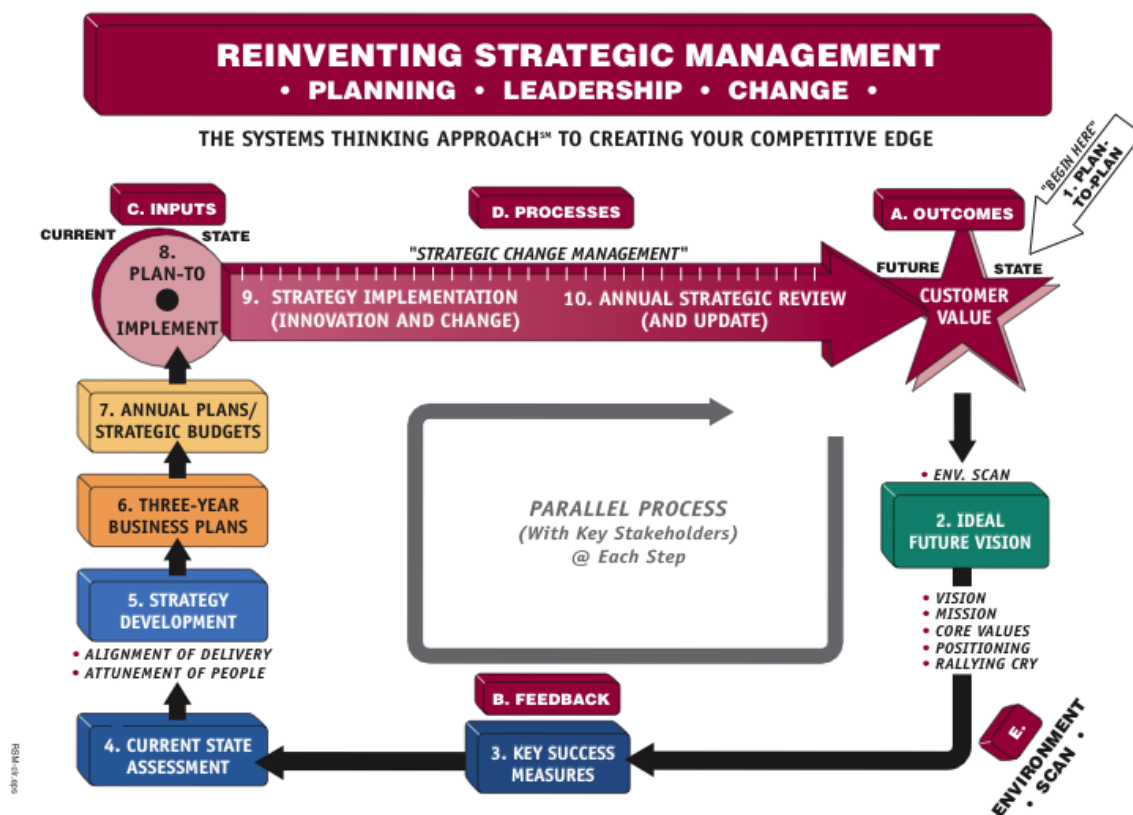 REINVENTING STRATEGIC MANAGEMENT
• PLANNING • LEADERSHIP • CHANGE •
THE SYSTEMS THINKING APPROACH℠ TO CREATING YOUR COMPETITIVE EDGE
"BEGIN HERE"
1. PLAN-
TO-PLAN
C. INPUTS
D. PROCESSES
A. OUTCOMES
CURRENT STATE
8.
PLAN-TO
IMPLEMENT
"STRATEGIC CHANGE MANAGEMENT"
9. STRATEGY IMPLEMENTATION
(INNOVATION AND CHANGE)
10. ANNUAL STRATEGIC REVIEW
(AND UPDATE)
FUTURE STATE
CUSTOMER
VALUE
• ENV. SCAN
2. IDEAL
FUTURE VISION
• VISION
• MISSION
• CORE VALUES
• POSITIONING
• RALLYING CRY
E.
ENVIRONMENT
• SCAN •
B. FEEDBACK
3. KEY SUCCESS
MEASURES
4. CURRENT STATE
ASSESSMENT
• ALIGNMENT OF DELIVERY
• ATTUNEMENT OF PEOPLE
5. STRATEGY
DEVELOPMENT
6. THREE-YEAR
BUSINESS PLANS
7. ANNUAL PLANS/
STRATEGIC BUDGETS
PARALLEL PROCESS
(With Key Stakeholders)
@ Each Step